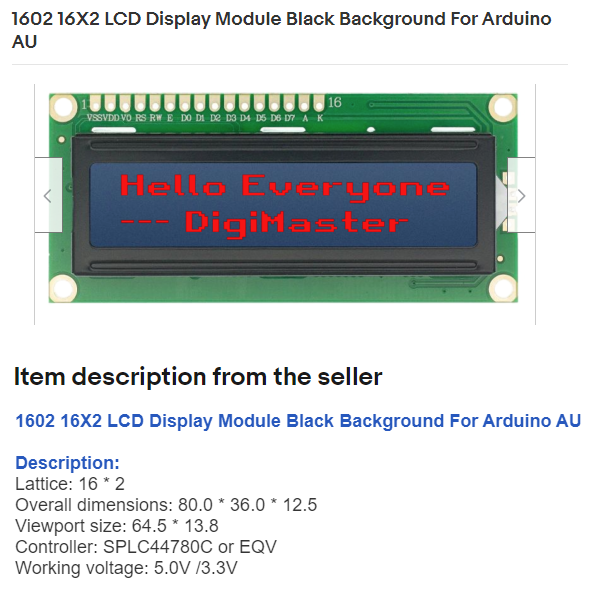 1602 16X2 LCD Display Module Black Background For Arduino
AU
1 16
VSS VDD VO RS RW E D0 D1 D2 D3 D4 D5 D6 D7 A K
Hello Everyone
--- DigiMaster
Item description from the seller
1602 16X2 LCD Display Module Black Background For Arduino AU
Description:
Lattice: 16 * 2
Overall dimensions: 80.0 * 36.0 * 12.5
Viewport size: 64.5 * 13.8
Controller: SPLC44780C or EQV
Working voltage: 5.0V /3.3V